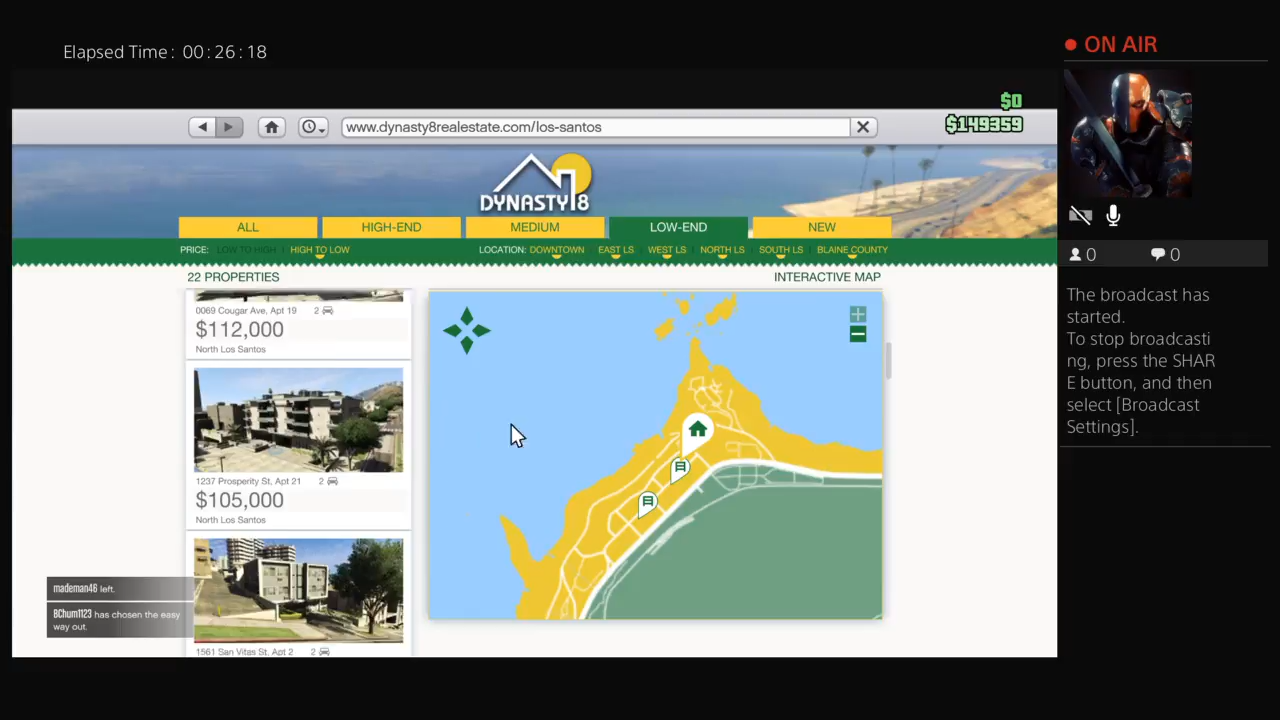 Elapsed Time: 00:26:18
ON AIR
$0
$149359
www.dynasty8realestate.com/los-santos
DYNASTY8
ALL
HIGH-END
MEDIUM
LOW-END
NEW
PRICE: LOW TO HIGH | HIGH TO LOW
LOCATION: DOWNTOWN | EAST LS | WEST LS | NORTH LS | SOUTH LS | BLAINE COUNTY
22 PROPERTIES
INTERACTIVE MAP
0069 Cougar Ave, Apt 19 2
$112,000
North Los Santos
1237 Prosperity St, Apt 21 2
$105,000
North Los Santos
1561 San Vitas St, Apt 2 2
mademan46 left.
BChum1123 has chosen the easy
way out.
0 0
The broadcast has
started.
To stop broadcasti
ng, press the SHAR
E button, and then
select [Broadcast
Settings].